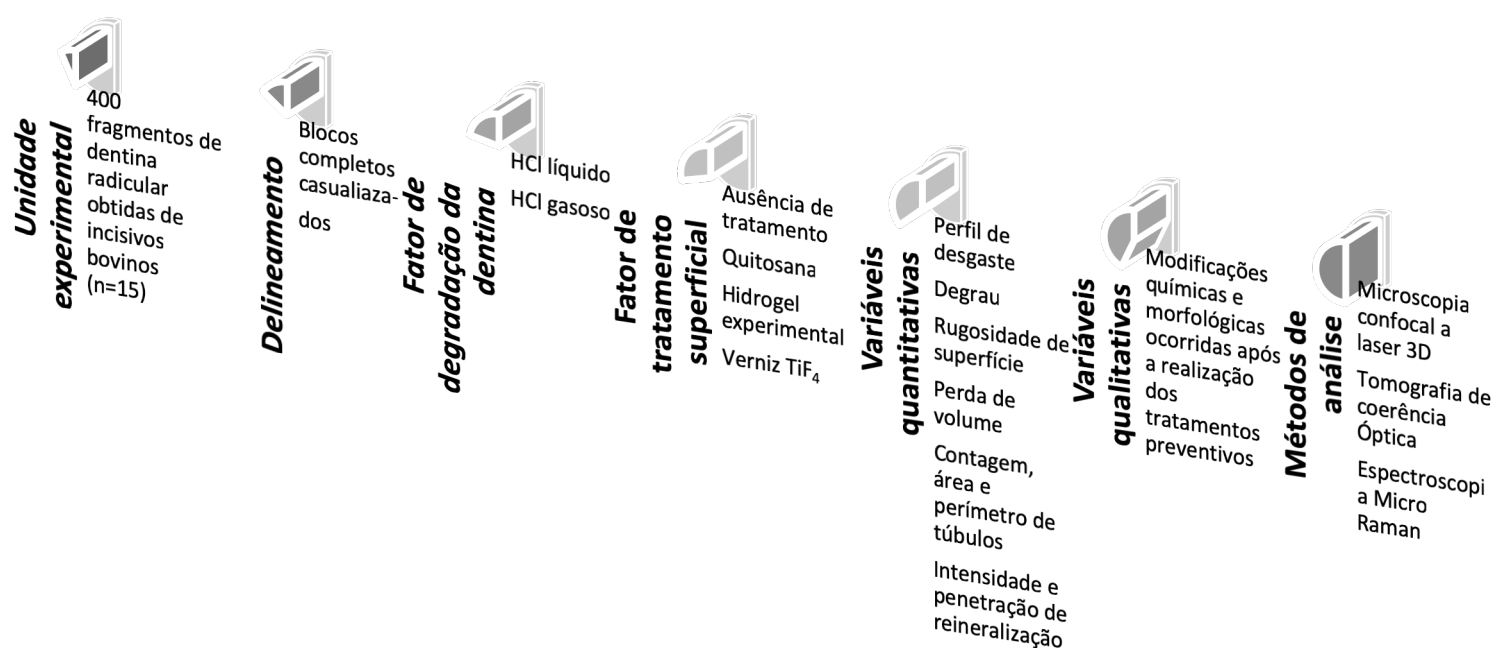 Unidade
experimental
400
fragmentos de
dentina
radicular
obtidas de
incisivos
bovinos
(n=15)
Delineamento
Blocos
completos
casualiaza-
dos
Fator de
degradação da
dentina
HCl líquido
HCl gasoso
Fator de
tratamento
superficial
Ausência de
tratamento
Quitosana
Hidrogel
experimental
Verniz TiF₄
Variáveis
quantitativas
Perfil de
desgaste
Degrau
Rugosidade de
superfície
Perda de
volume
Contagem,
área e
perímetro de
túbulos
Intensidade e
penetração de
reineralização
Variáveis
qualitativas
Modificações
químicas e
morfológicas
ocorridas após
a realização
dos
tratamentos
preventivos
Métodos de
análise
Microscopia
confocal a
laser 3D
Tomografia de
coerência
Óptica
Espectroscopi
a Micro
Raman